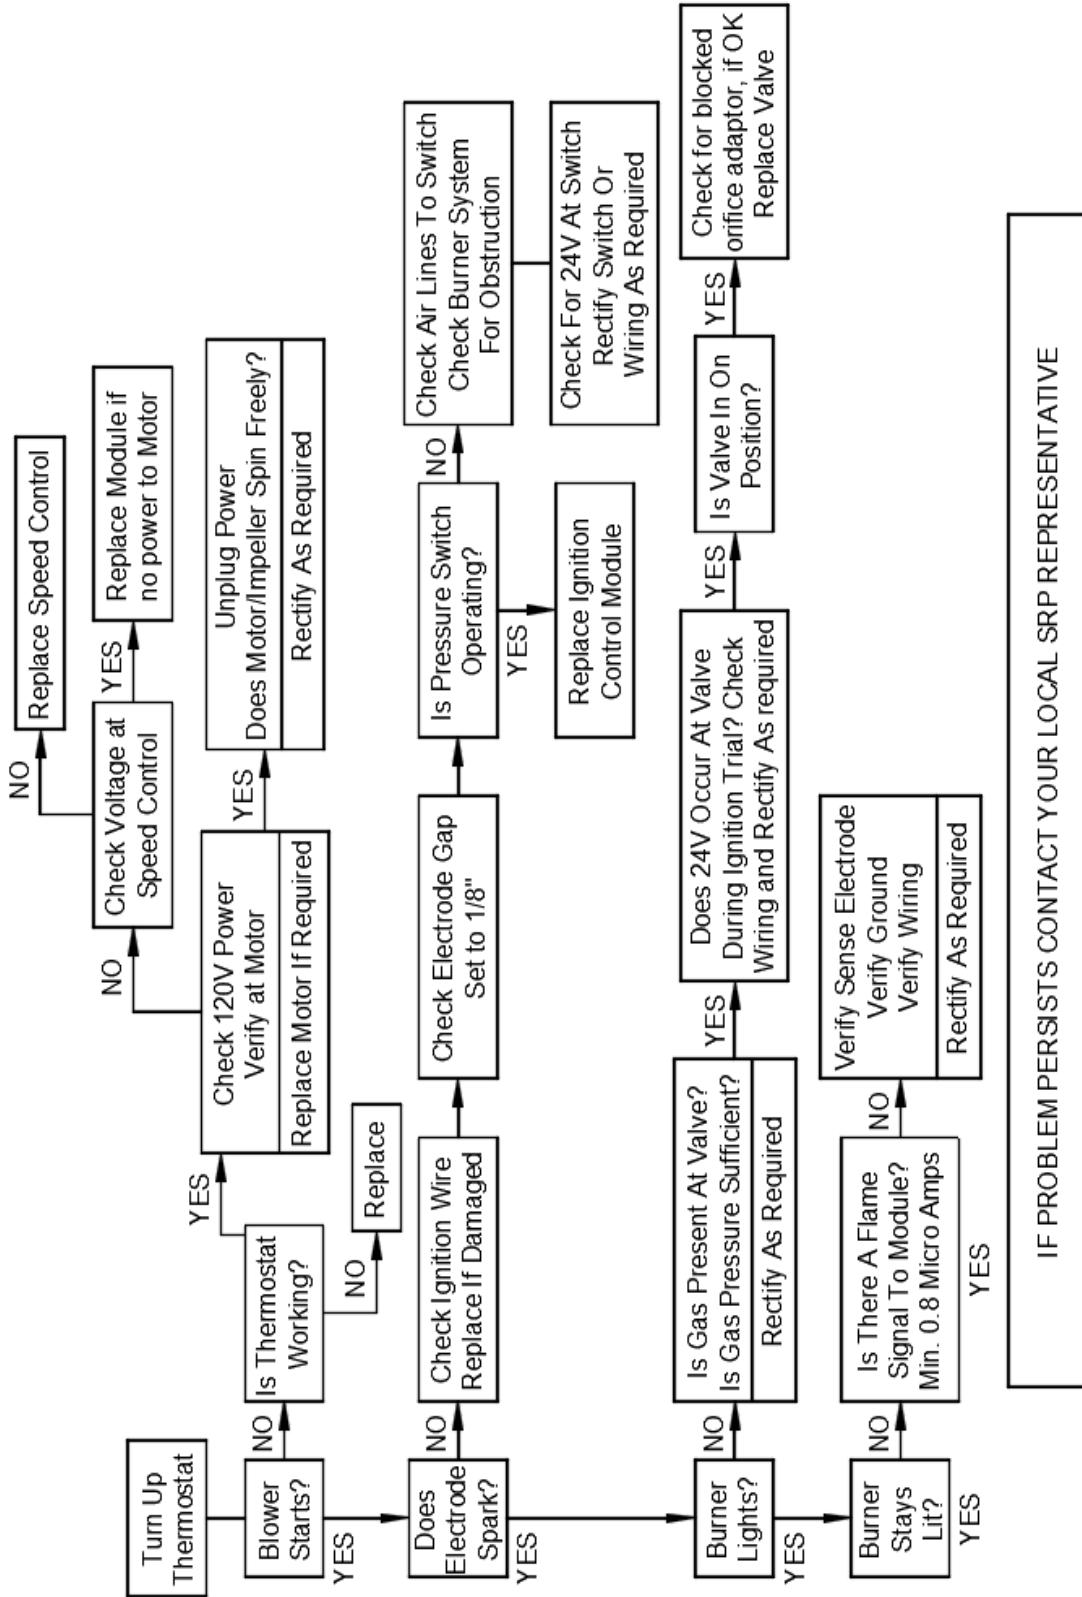 Turn Up
Thermostat
Blower
Starts?
NO
YES
Is Thermostat
Working?
YES
NO
Replace
Check 120V Power
Verify at Motor
Replace Motor If Required
NO
YES
Check Voltage at
Speed Control
NO
Replace Speed Control
YES
Replace Module if
no power to Motor
Unplug Power
Does Motor/Impeller Spin Freely?
Rectify As Required
Does
Electrode
Spark?
NO
YES
Check Ignition Wire
Replace If Damaged
Check Electrode Gap
Set to 1/8"
Is Pressure Switch
Operating?
NO
YES
Replace Ignition
Control Module
Check Air Lines To Switch
Check Burner System
For Obstruction
Check For 24V At Switch
Rectify Switch Or
Wiring As Required
Burner
Lights?
NO
YES
Is Gas Present At Valve?
Is Gas Pressure Sufficient?
Rectify As Required
YES
Does 24V Occur At Valve
During Ignition Trial? Check
Wiring and Rectify As required
YES
Is Valve In On
Position?
YES
Check for blocked
orifice adaptor, if OK
Replace Valve
Burner
Stays
Lit?
NO
YES
Is There A Flame
Signal To Module?
Min. 0.8 Micro Amps
NO
YES
Verify Sense Electrode
Verify Ground
Verify Wiring
Rectify As Required
IF PROBLEM PERSISTS CONTACT YOUR LOCAL SRP REPRESENTATIVE